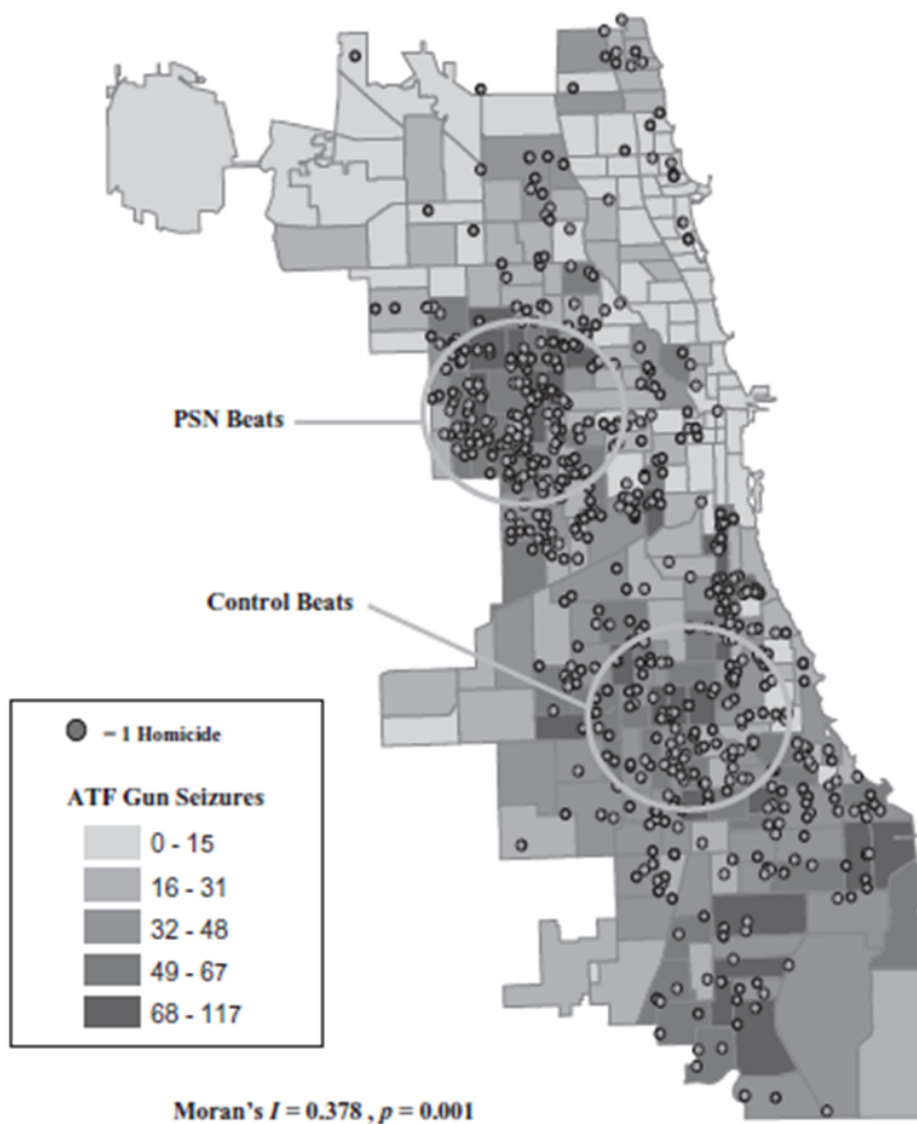 PSN Beats
Control Beats
= 1 Homicide
ATF Gun Seizures
0 - 15
16 - 31
32 - 48
49 - 67
68 - 117
Moran's I = 0.378 , p = 0.001